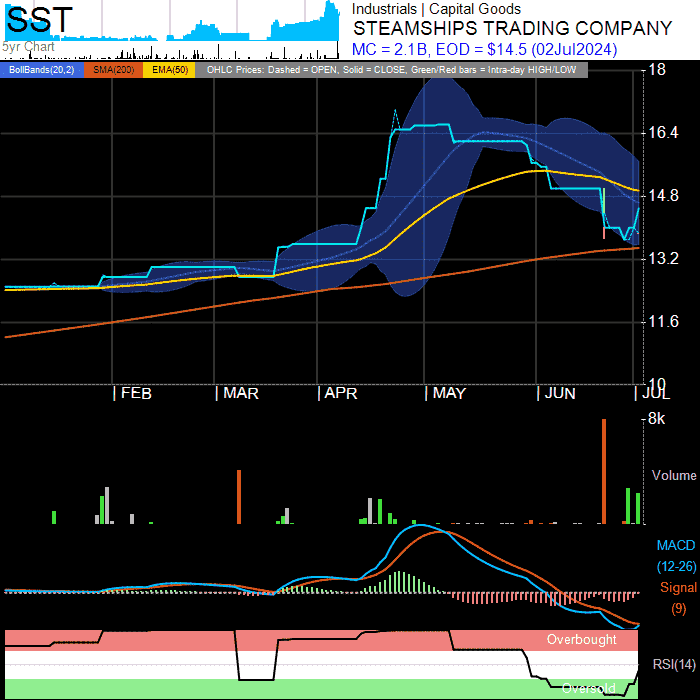 SST
5yr Chart
Industrials | Capital Goods
STEAMSHIPS TRADING COMPANY
MC = 2.1B, EOD = $14.5 (02Jul2024)
BollBands(20,2) SMA(200) EMA(50) OHLC Prices: Dashed = OPEN, Solid = CLOSE, Green/Red bars = Intra-day HIGH/LOW
18
16.4
14.8
13.2
11.6
10
FEB MAR APR MAY JUN JUL
8k
Volume
MACD
(12-26)
Signal
(9)
Overbought
RSI(14)
Oversold